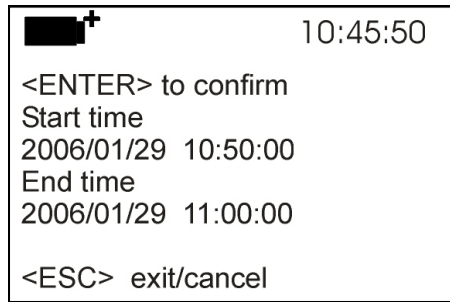 10:45:50
<ENTER> to confirm
Start time
2006/01/29 10:50:00
End time
2006/01/29 11:00:00
<ESC> exit/cancel